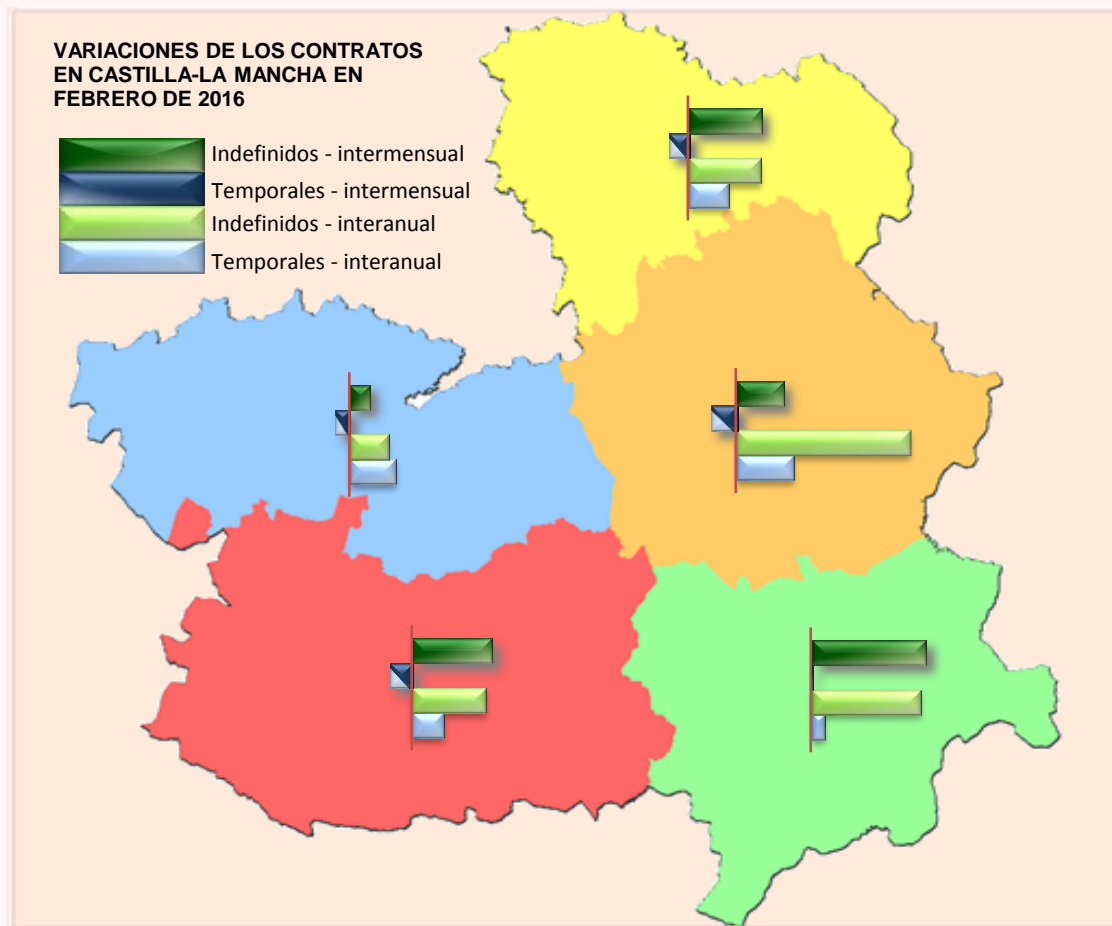 VARIACIONES DE LOS CONTRATOS
EN CASTILLA-LA MANCHA EN
FEBRERO DE 2016
Indefinidos - intermensual
Temporales - intermensual
Indefinidos - interanual
Temporales - interanual